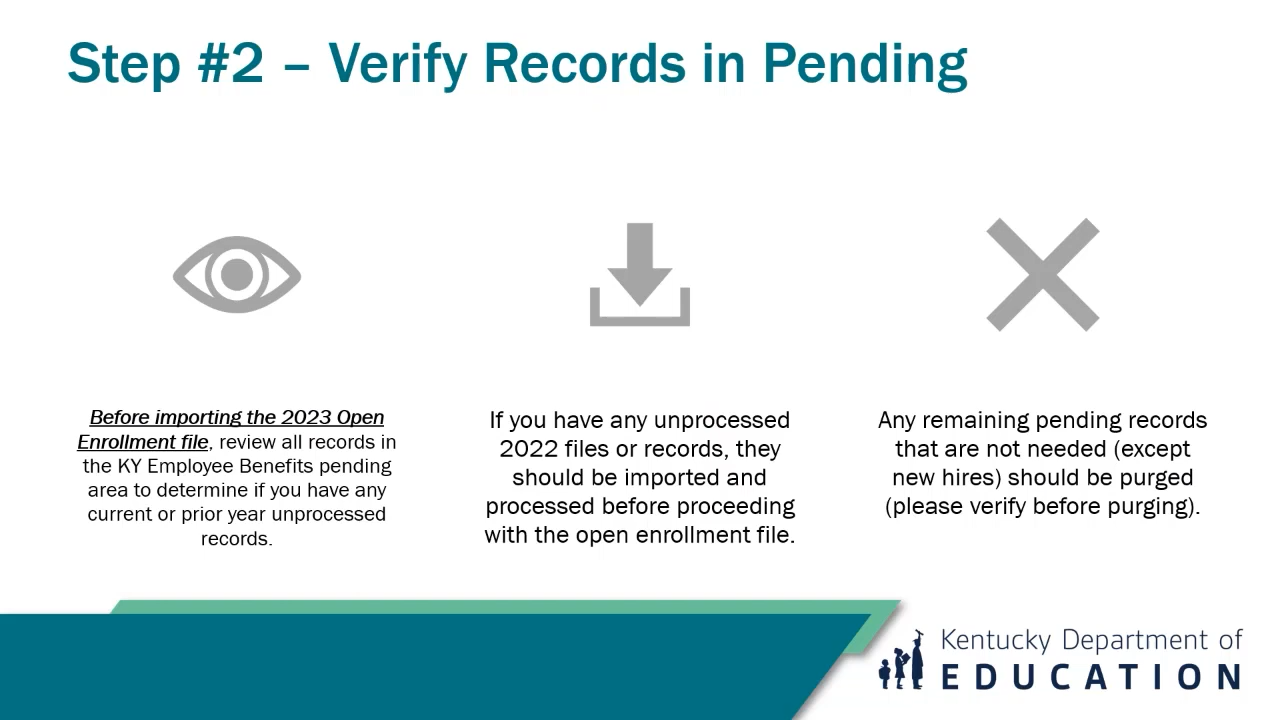 Step #2 – Verify Records in Pending
Before importing the 2023 Open
Enrollment file, review all records in
the KY Employee Benefits pending
area to determine if you have any
current or prior year unprocessed
records.
If you have any unprocessed
2022 files or records, they
should be imported and
processed before proceeding
with the open enrollment file.
Any remaining pending records
that are not needed (except
new hires) should be purged
(please verify before purging).
Kentucky Department of
EDUCATION